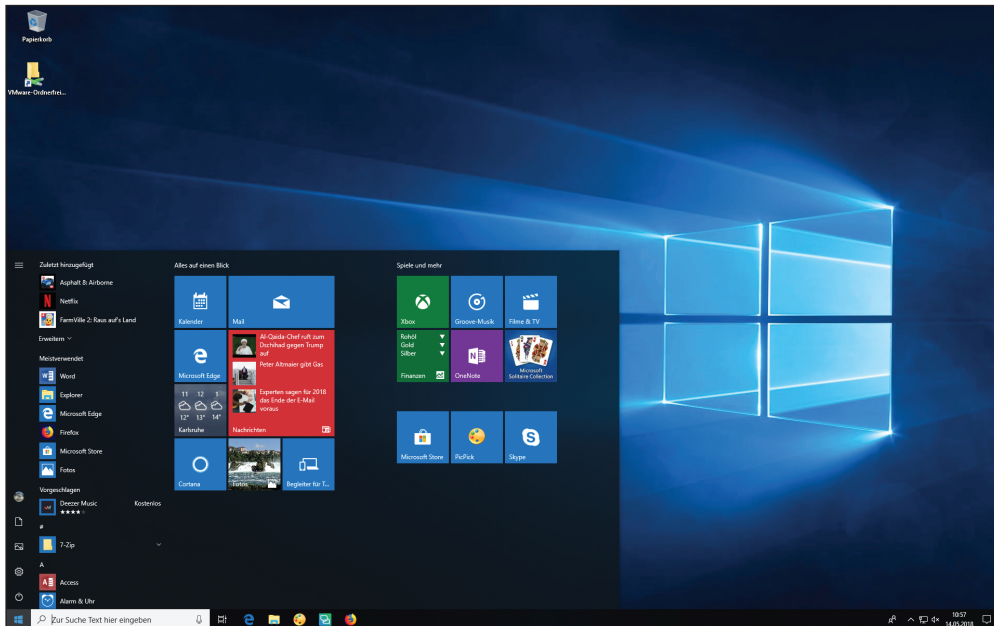 Papierkorb
VMware-Ordnerfrei...
Zuletzt hinzugefügt
Asphalt 8: Airborne
Netflix
FarmVille 2: Raus auf's Land
Erweitern
Meistverwendet
Word
Explorer
Microsoft Edge
Firefox
Microsoft Store
Fotos
Vorgeschlagen
Deezer Music
Kostenlos
#
7-Zip
A
Access
Alarm & Uhr
Alles auf einen Blick
Kalender
Mail
Microsoft Edge
Al-Qaida-Chef ruft zum
Dschihad gegen Trump
auf
Peter Altmaier gibt Gas
Experten sagen für 2018
das Ende der E-Mail
voraus
Nachrichten
11 12
12° 13° 14°
Karlsruhe
Cortana
Fotos
Begleiter für T...
Spiele und mehr
Xbox
Groove-Musik
Filme & TV
Rohöl
Gold
Silber
Finanzen
OneNote
Microsoft
Solitaire Collection
Microsoft Store
PicPick
Skype
Zur Suche Text hier eingeben
10:57
14.05.2018